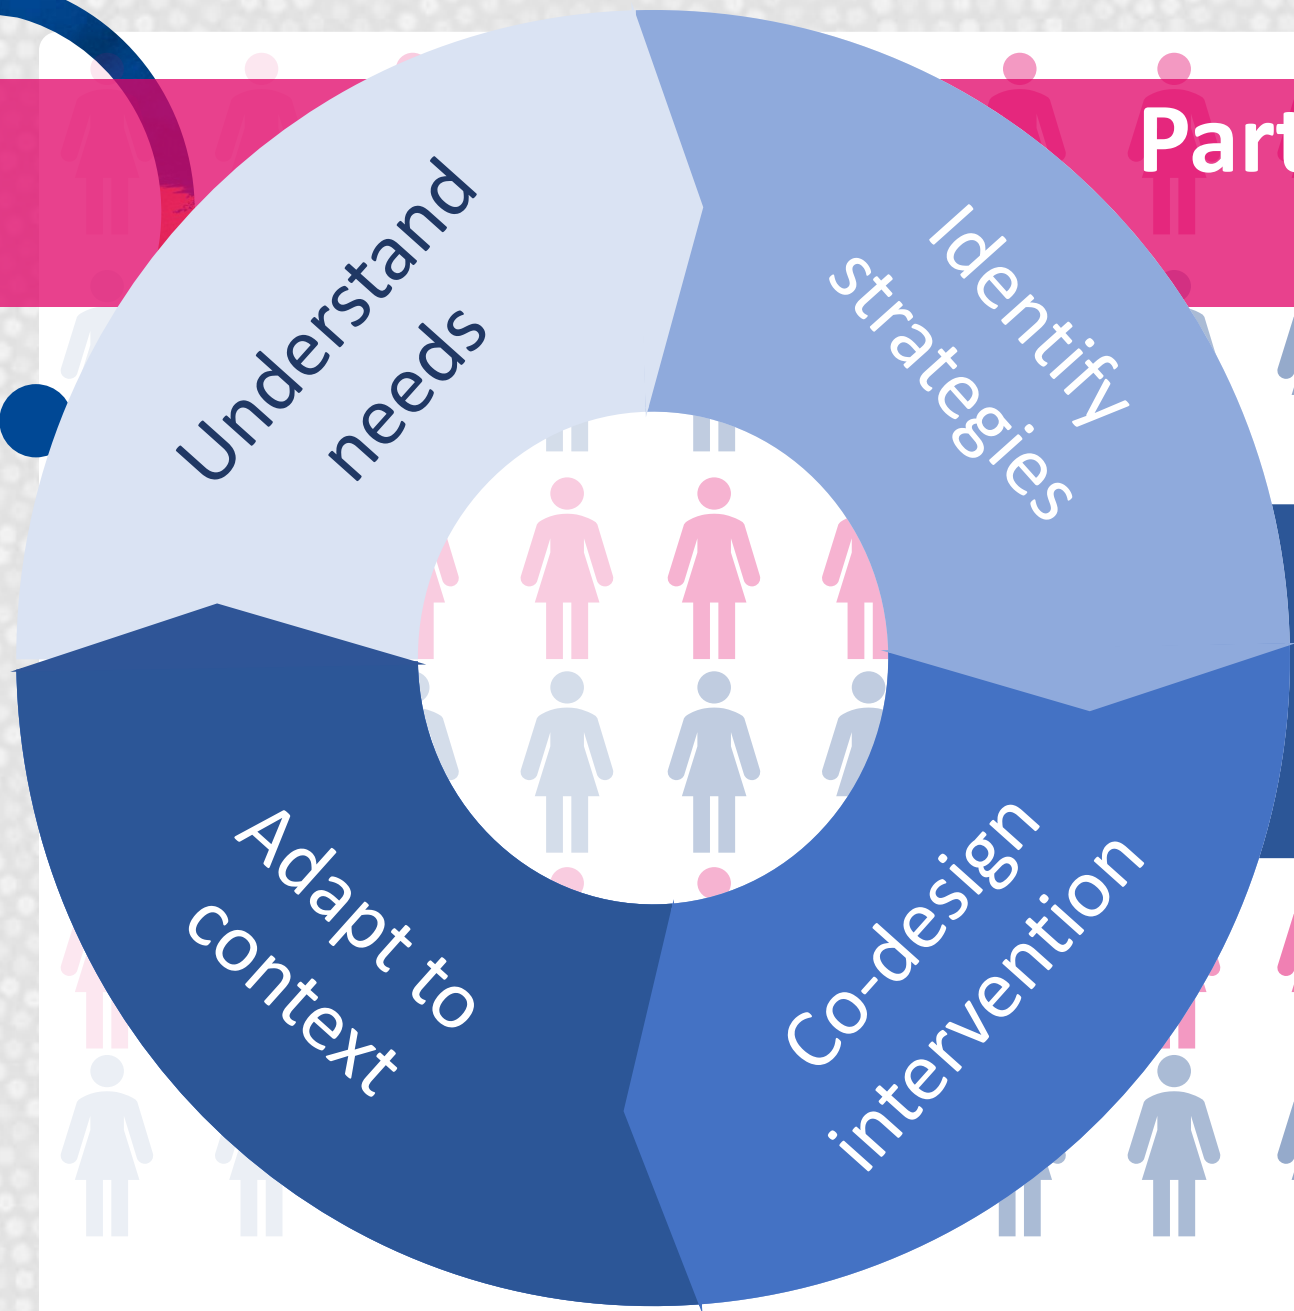 Part
Understand
needs
Identify
strategies
Co-design
intervention
Adapt to
context